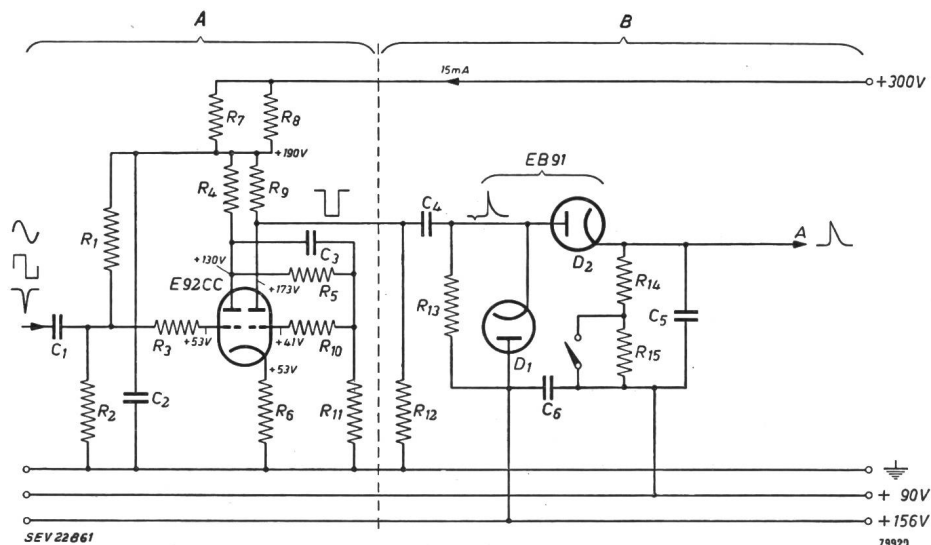 A
B
15mA
+300V
R7
R8
EB91
+190V
R4
R9
C4
A
R1
C3
D2
+130V
R5
R14
E92CC
+173V
R13
C5
C1
R3
+53V
+41V
R10
D1
R15
+53V
C6
R2
C2
R6
R11
R12
+ 90V
+156V
SEV 22861
79929